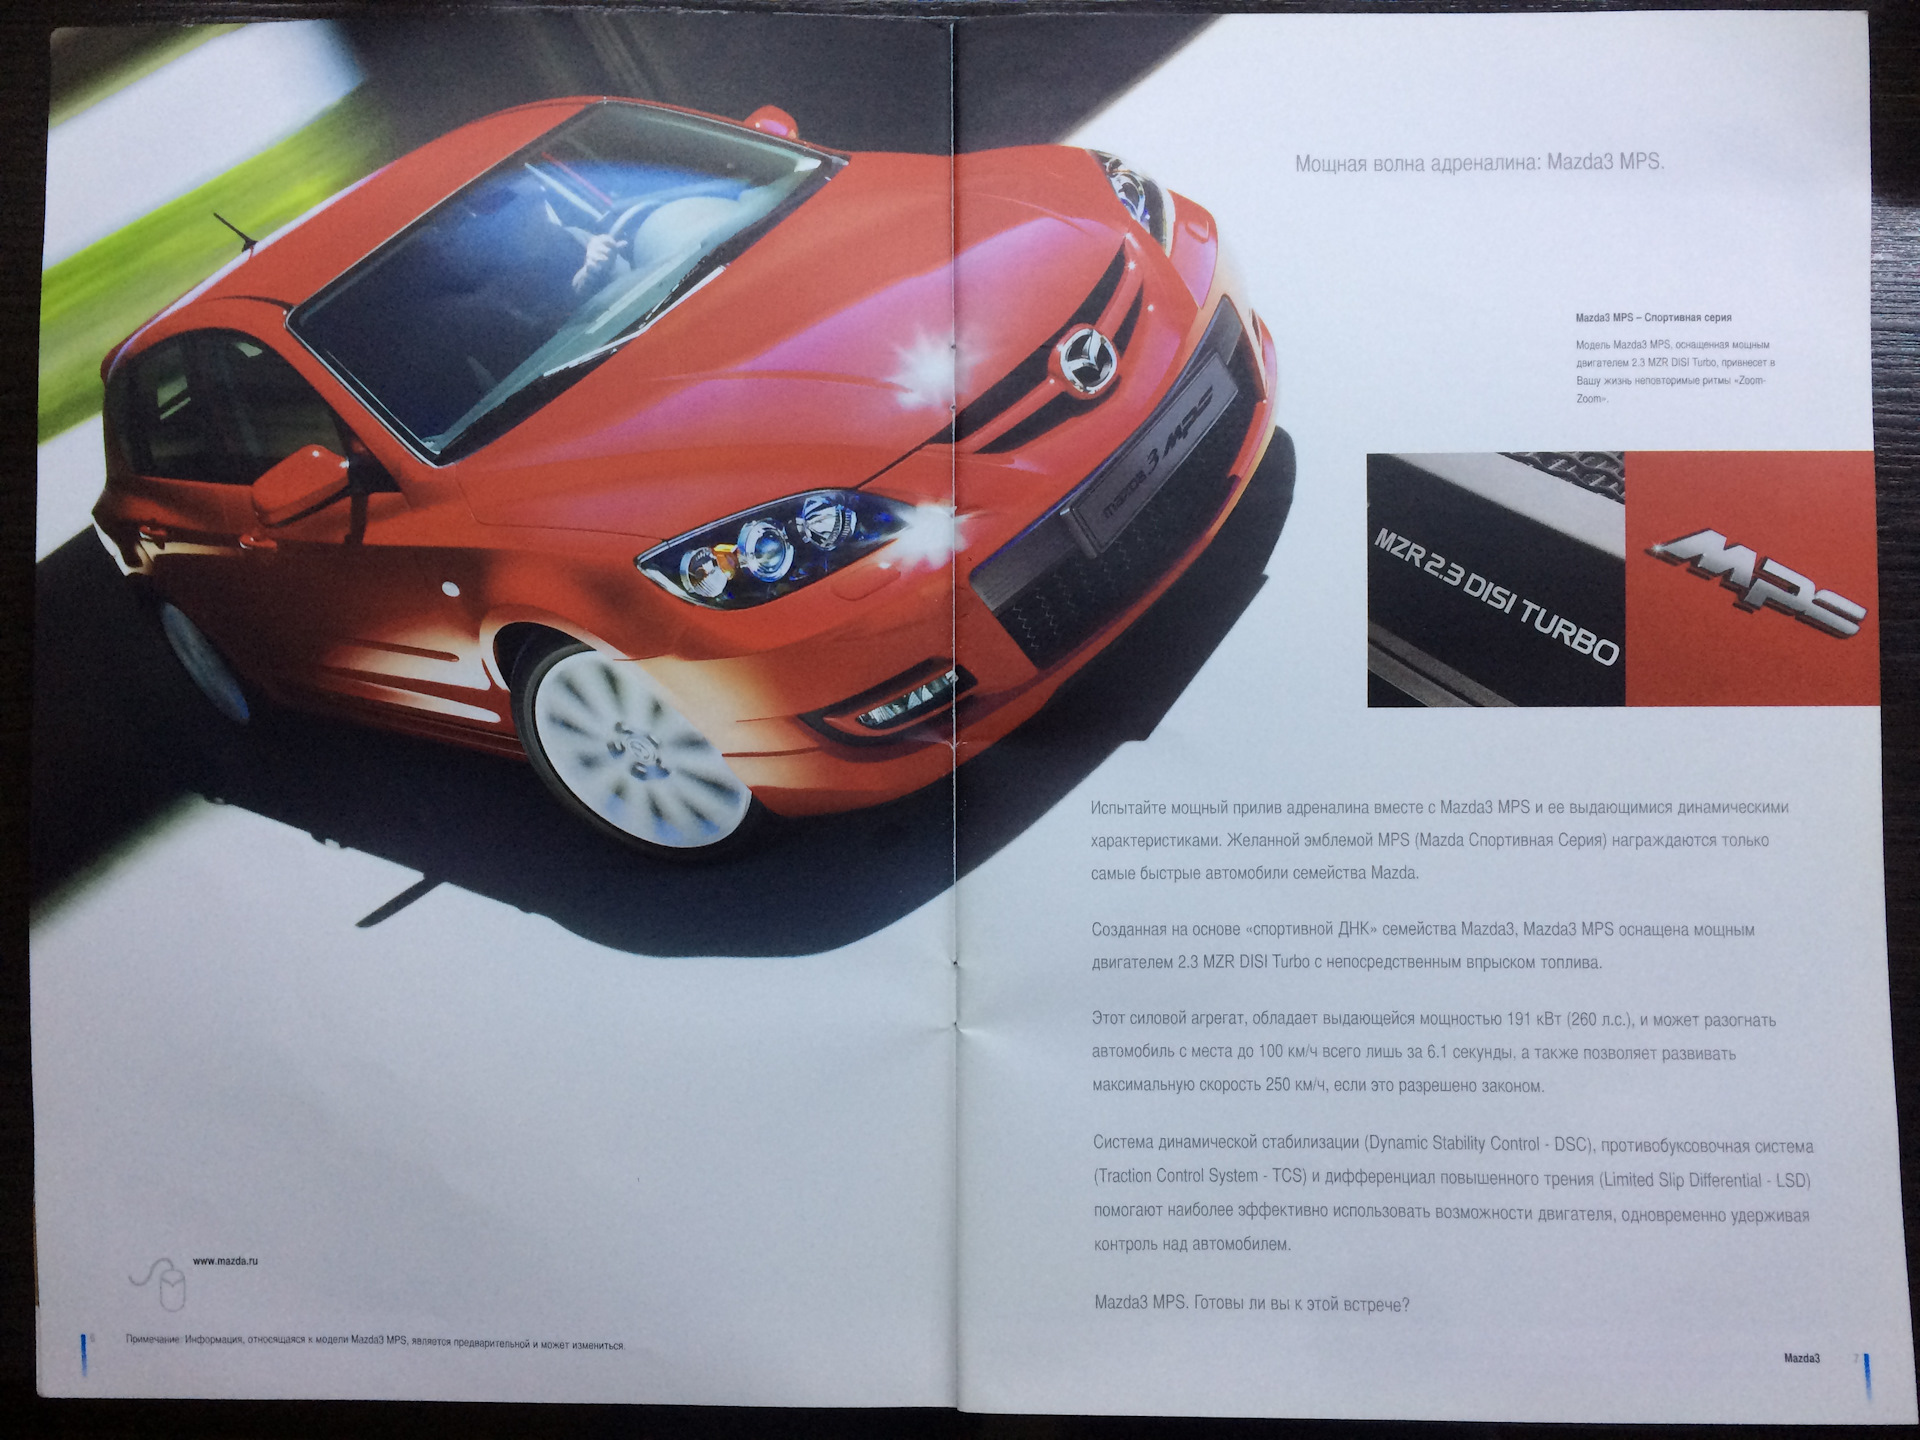 Мощная волна адреналина: Mazda3 MPS.
Mazda3 MPS – Спортивная серия
Модель Mazda3 MPS, оснащенная мощным
двигателем 2.3 MZR DISI Turbo, привнесет в
Вашу жизнь неповторимые ритмы «Zoom-
Zoom».
mazda 3 MPS
MZR 2.3 DISI TURBO
MPS
Испытайте мощный прилив адреналина вместе с Mazda3 MPS и ее выдающимися динамическими
характеристиками. Желанной эмблемой MPS (Mazda Спортивная Серия) награждаются только
самые быстрые автомобили семейства Mazda.
Созданная на основе «спортивной ДНК» семейства Mazda3, Mazda3 MPS оснащена мощным
двигателем 2.3 MZR DISI Turbo с непосредственным впрыском топлива.
Этот силовой агрегат, обладает выдающейся мощностью 191 кВт (260 л.с.), и может разогнать
автомобиль с места до 100 км/ч всего лишь за 6.1 секунды, а также позволяет развивать
максимальную скорость 250 км/ч, если это разрешено законом.
Система динамической стабилизации (Dynamic Stability Control - DSC), противобуксовочная система
(Traction Control System - TCS) и дифференциал повышенного трения (Limited Slip Differential - LSD)
помогают наиболее эффективно использовать возможности двигателя, одновременно удерживая
контроль над автомобилем.
Mazda3 MPS. Готовы ли вы к этой встрече?
www.mazda.ru
6
Примечание: Информация, относящаяся к модели Mazda3 MPS, является предварительной и может измениться.
Mazda3
7